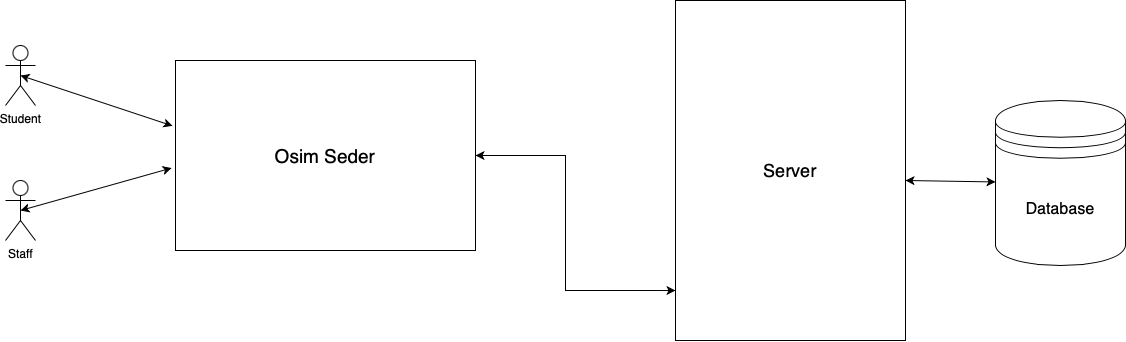 Student
Staff
Osim Seder
Server
Database